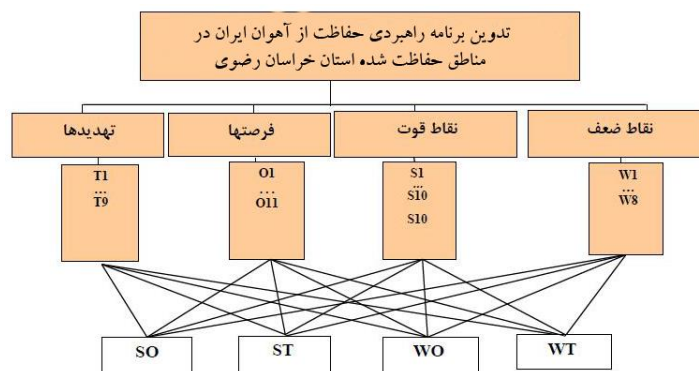 تدوین برنامه راهبردی حفاظت از آهوان ایران در
مناطق حفاظت شده استان خراسان رضوی
نقاط ضعف
نقاط قوت
فرصتها
تهدیدها
W1
...
W8
S1
...
S10
S10
O1
...
O11
T1
...
T9
SO
ST
WO
WT